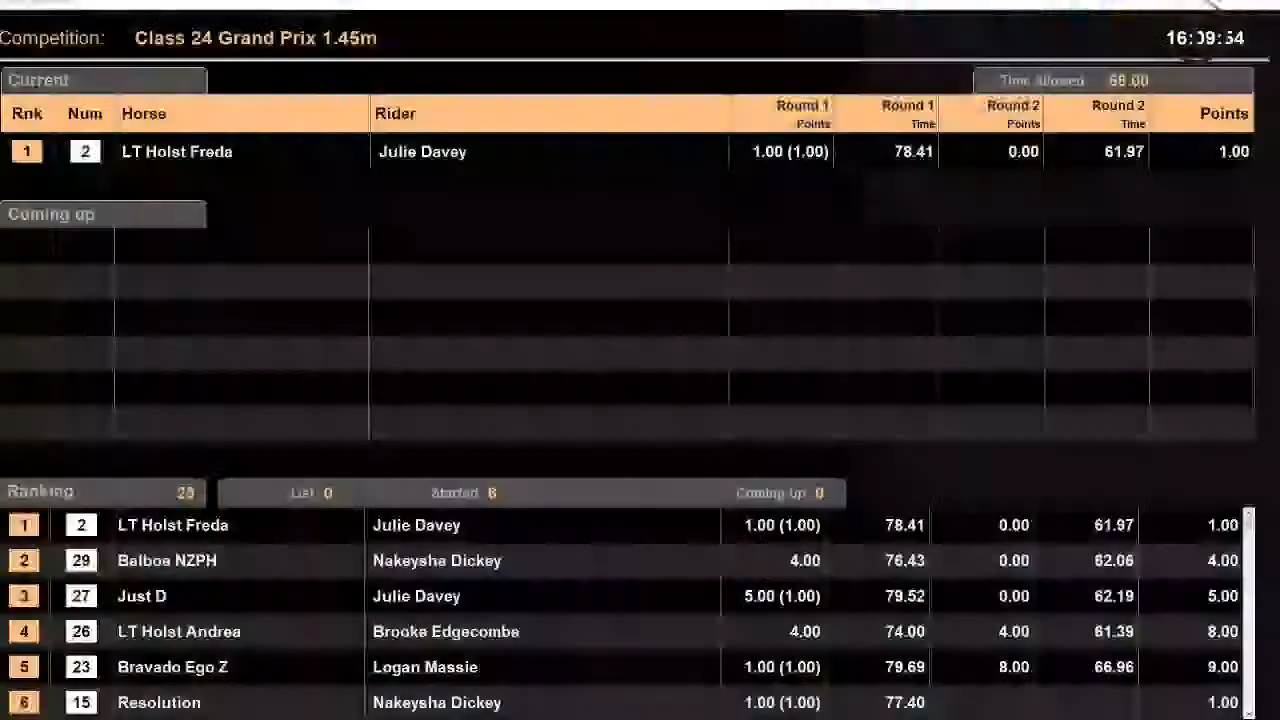 Competition: Class 24 Grand Prix 1.45m 16:09:54
Current Time Allowed 68.00
Rnk Num Horse Rider Round 1 Points Round 1 Time Round 2 Points Round 2 Time Points
1 2 LT Holst Freda Julie Davey 1.00 (1.00) 78.41 0.00 61.97 1.00
Coming up
Ranking 23 List 0 Started 6 Coming Up 0
1 2 LT Holst Freda Julie Davey 1.00 (1.00) 78.41 0.00 61.97 1.00
2 29 Balboa NZPH Nakeysha Dickey 4.00 76.43 0.00 62.06 4.00
3 27 Just D Julie Davey 5.00 (1.00) 79.52 0.00 62.19 5.00
4 26 LT Holst Andrea Brooke Edgecombe 4.00 74.00 4.00 61.39 8.00
5 23 Bravado Ego Z Logan Massie 1.00 (1.00) 79.69 8.00 66.96 9.00
6 15 Resolution Nakeysha Dickey 1.00 (1.00) 77.40 1.00